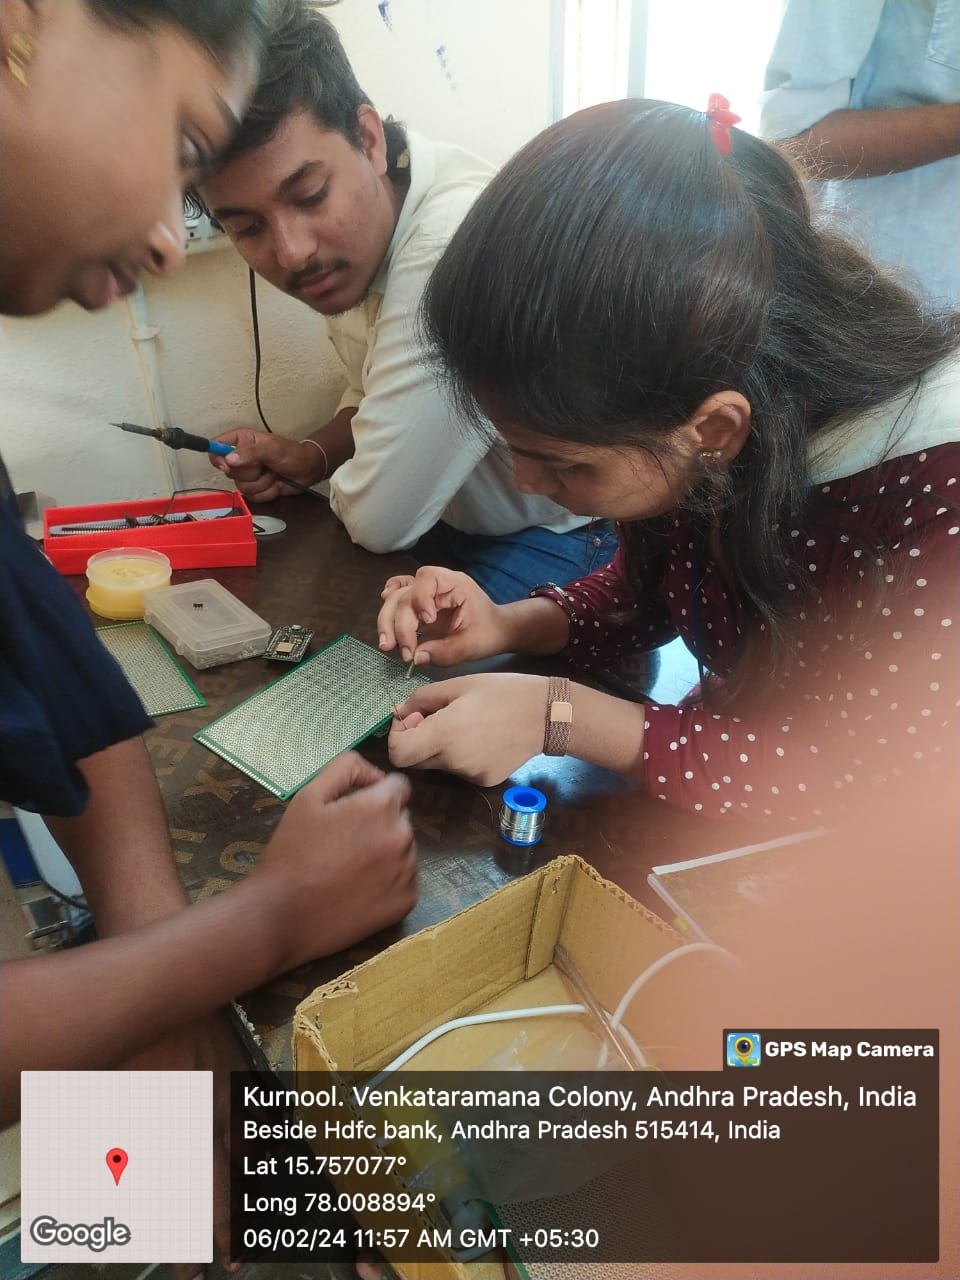 GPS Map Camera
Kurnool. Venkataramana Colony, Andhra Pradesh, India
Beside Hdfc bank, Andhra Pradesh 515414, India
Lat 15.757077°
Long 78.008894°
06/02/24 11:57 AM GMT +05:30
Google